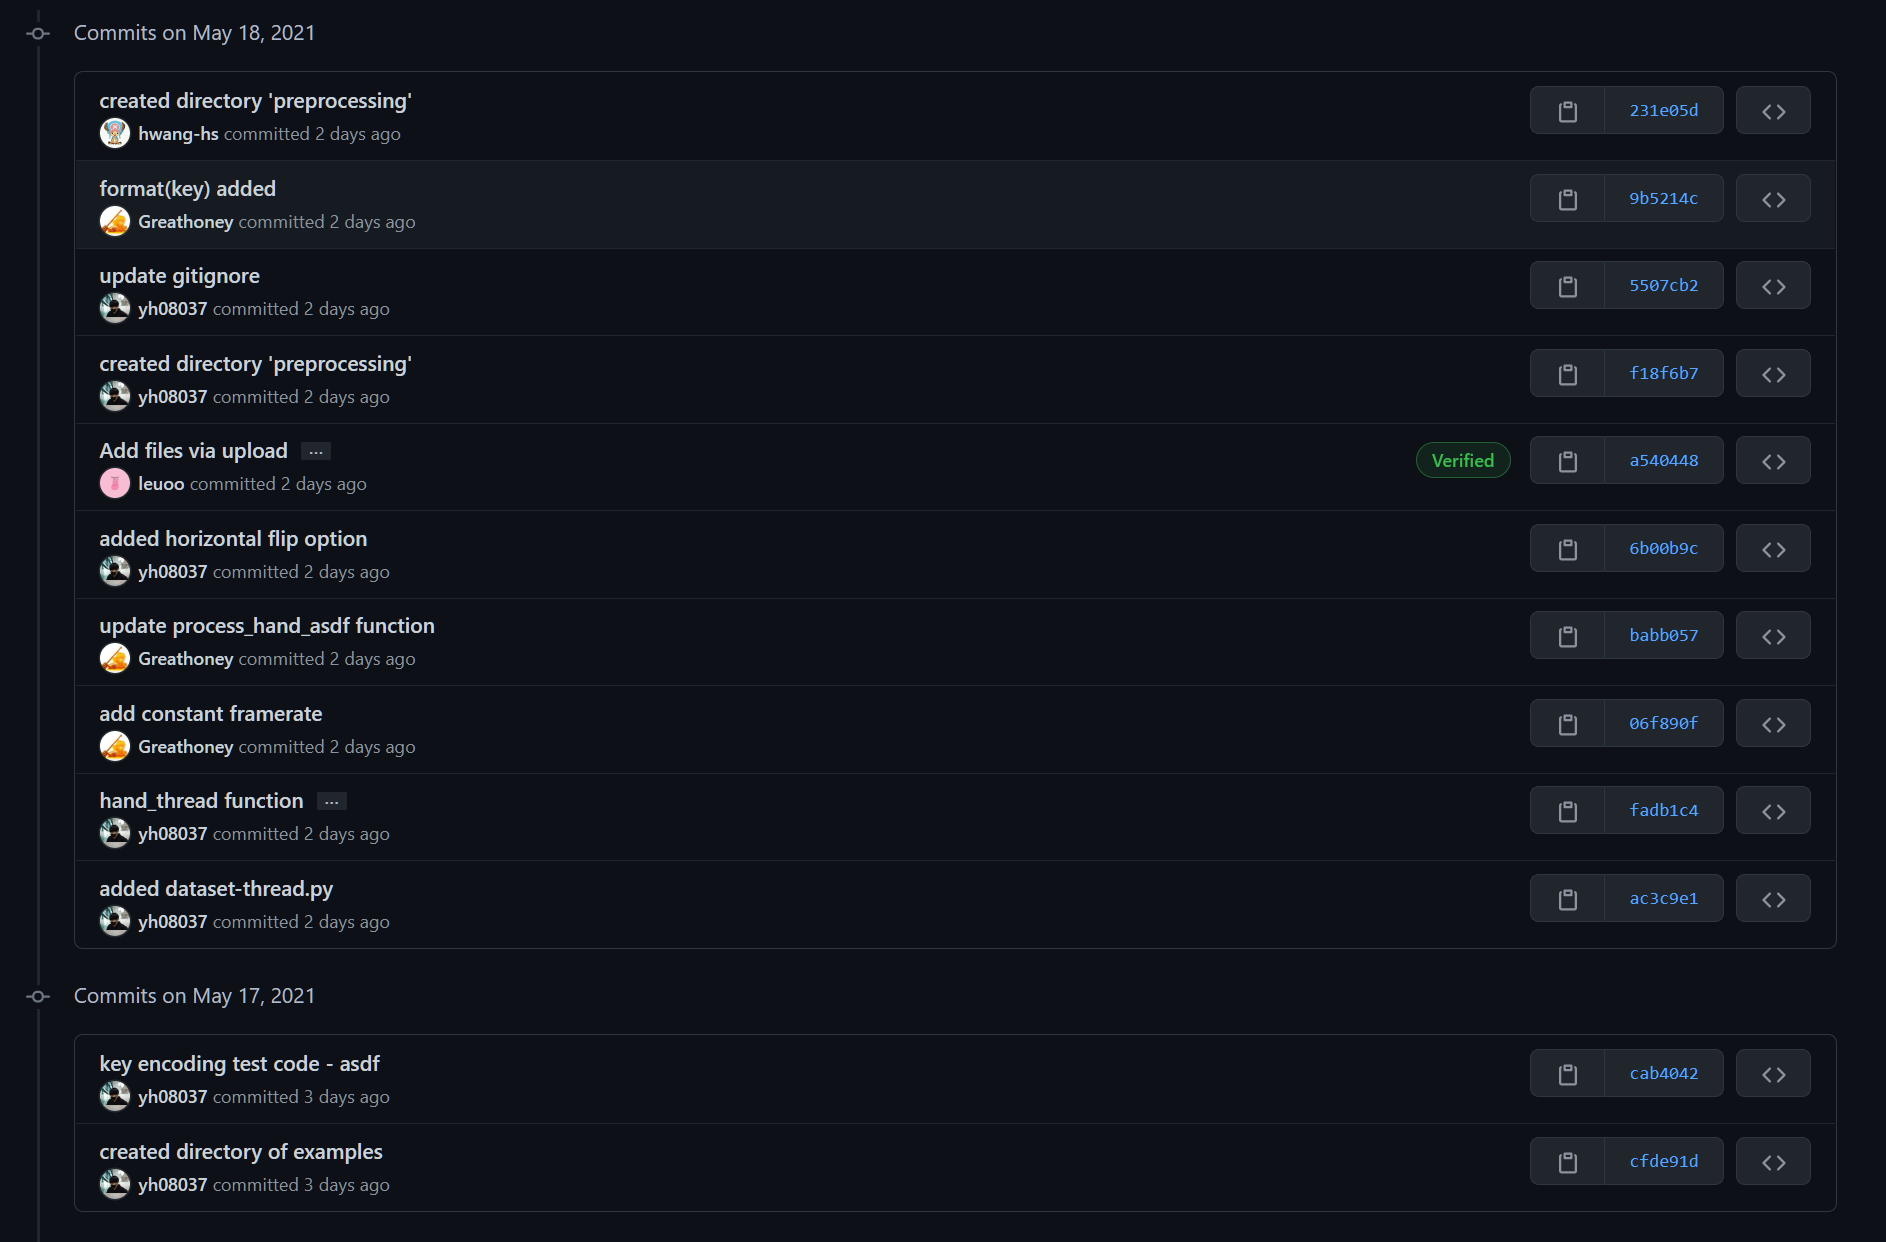 Commits on May 18, 2021
created directory 'preprocessing'
hwang-hs committed 2 days ago
231e05d
format(key) added
Greathoney committed 2 days ago
9b5214c
update gitignore
yh08037 committed 2 days ago
5507cb2
created directory 'preprocessing'
yh08037 committed 2 days ago
f18f6b7
Add files via upload ...
leuoo committed 2 days ago
Verified
a540448
added horizontal flip option
yh08037 committed 2 days ago
6b00b9c
update process_hand_asdf function
Greathoney committed 2 days ago
babb057
add constant framerate
Greathoney committed 2 days ago
06f890f
hand_thread function ...
yh08037 committed 2 days ago
fadb1c4
added dataset-thread.py
yh08037 committed 2 days ago
ac3c9e1
Commits on May 17, 2021
key encoding test code - asdf
yh08037 committed 3 days ago
cab4042
created directory of examples
yh08037 committed 3 days ago
cfde91d